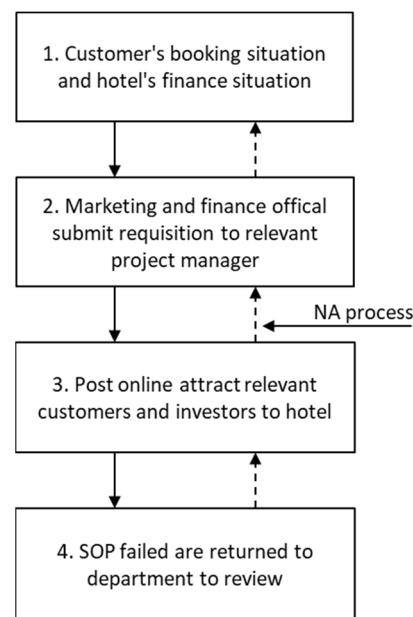 1. Customer's booking situation
and hotel's finance situation
2. Marketing and finance offical
submit requisition to relevant
project manager
NA process
3. Post online attract relevant
customers and investors to hotel
4. SOP failed are returned to
department to review